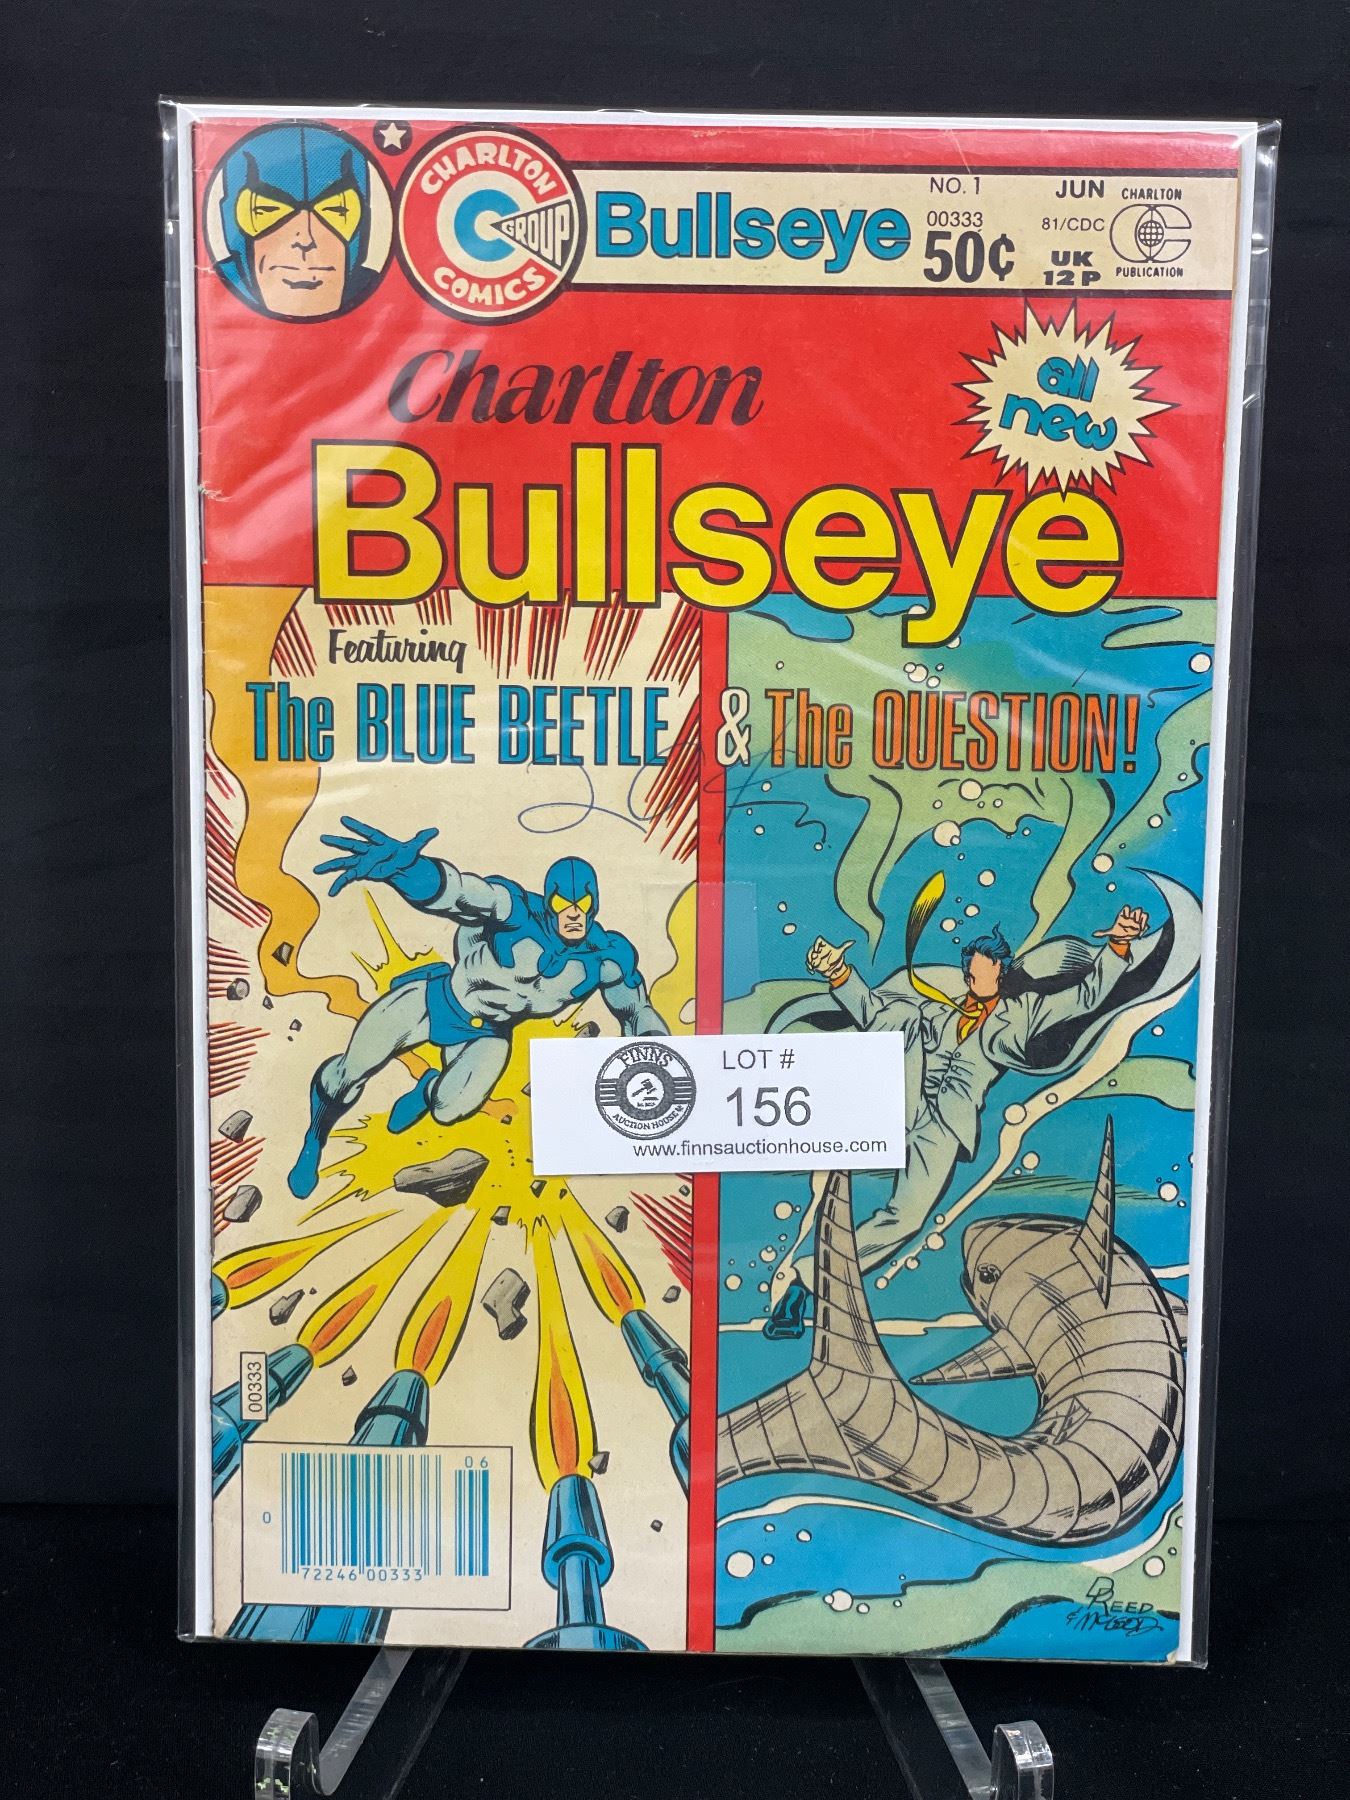 CHARLTON
COMICS
GROUP
Bullseye
NO. 1
00333
50¢
JUN
81/CDC
UK
12P
CHARLTON
PUBLICATION
Charlton
Bullseye
all
new
Featuring
The BLUE BEETLE & The QUESTION!
FINNS
AUCTION HOUSE
LOT #
156
www.finnsauctionhouse.com
00333
06
0
72246 00333
D REED
& McLEOD